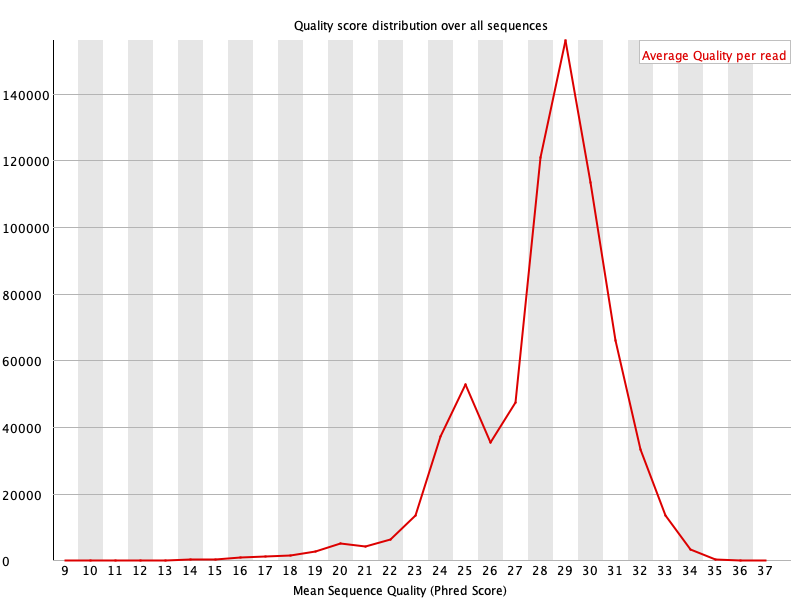 Quality score distribution over all sequences
Average Quality per read
140000
120000
100000
80000
60000
40000
20000
0
9 10 11 12 13 14 15 16 17 18 19 20 21 22 23 24 25 26 27 28 29 30 31 32 33 34 35 36 37
Mean Sequence Quality (Phred Score)